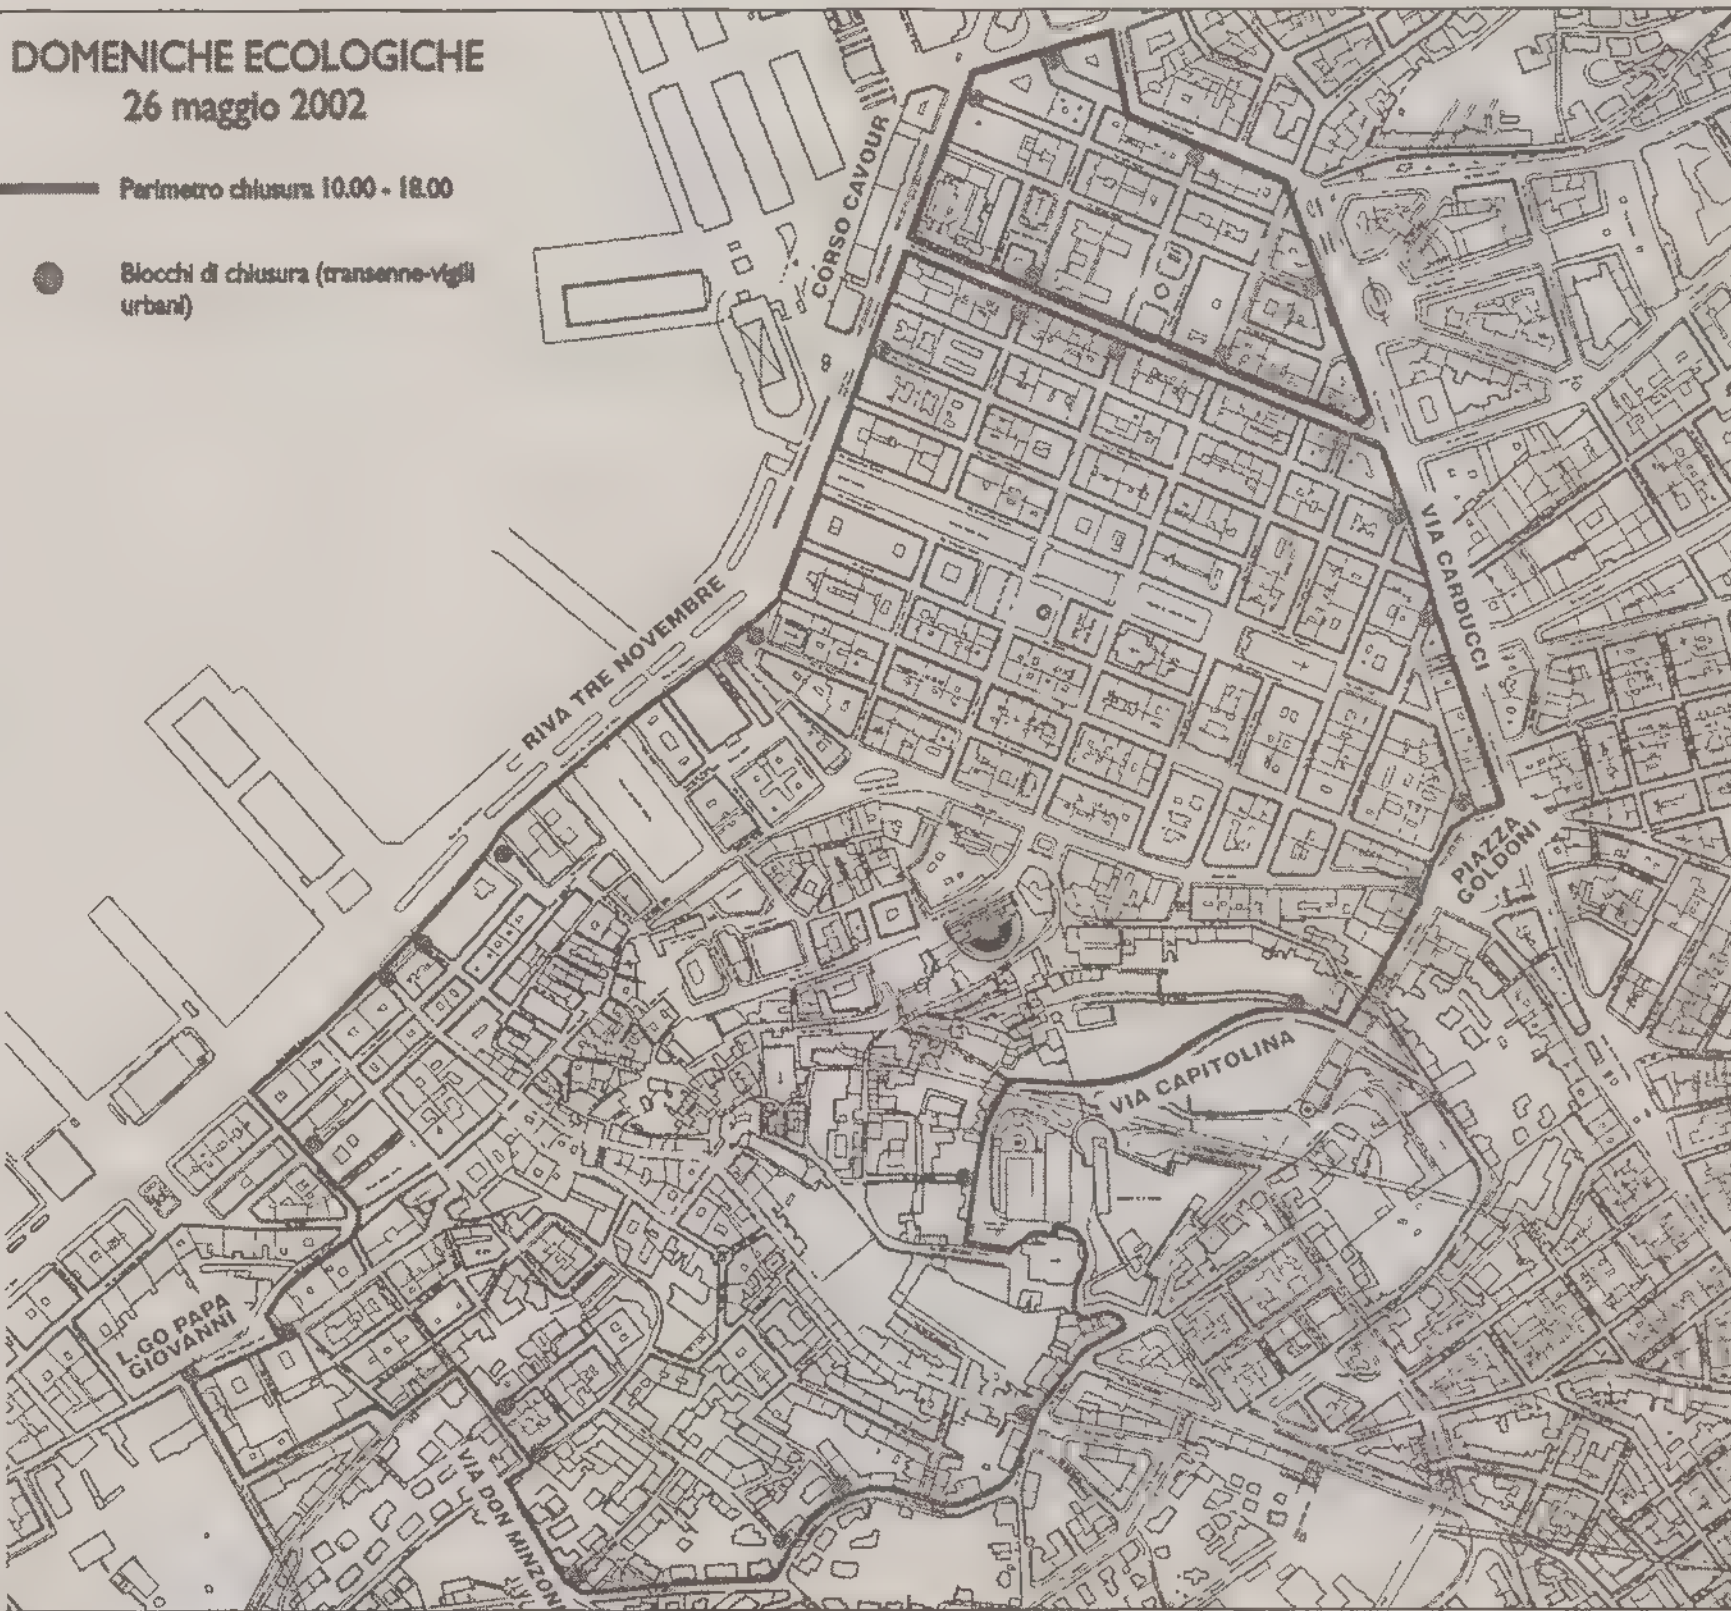 DOMENICHE ECOLOGICHE
26 maggio 2002
Perimetro chiusura 10.00 - 18.00
Blocchi di chiusura (transenne-vigili
urbani)
CORSO CAVOUR
RIVA TRE NOVEMBRE
VIA CARDUCCI
PIAZZA
GOLDONI
VIA CAPITOLINA
L.GO PAPA
GIOVANNI
VIA DON MINZONI